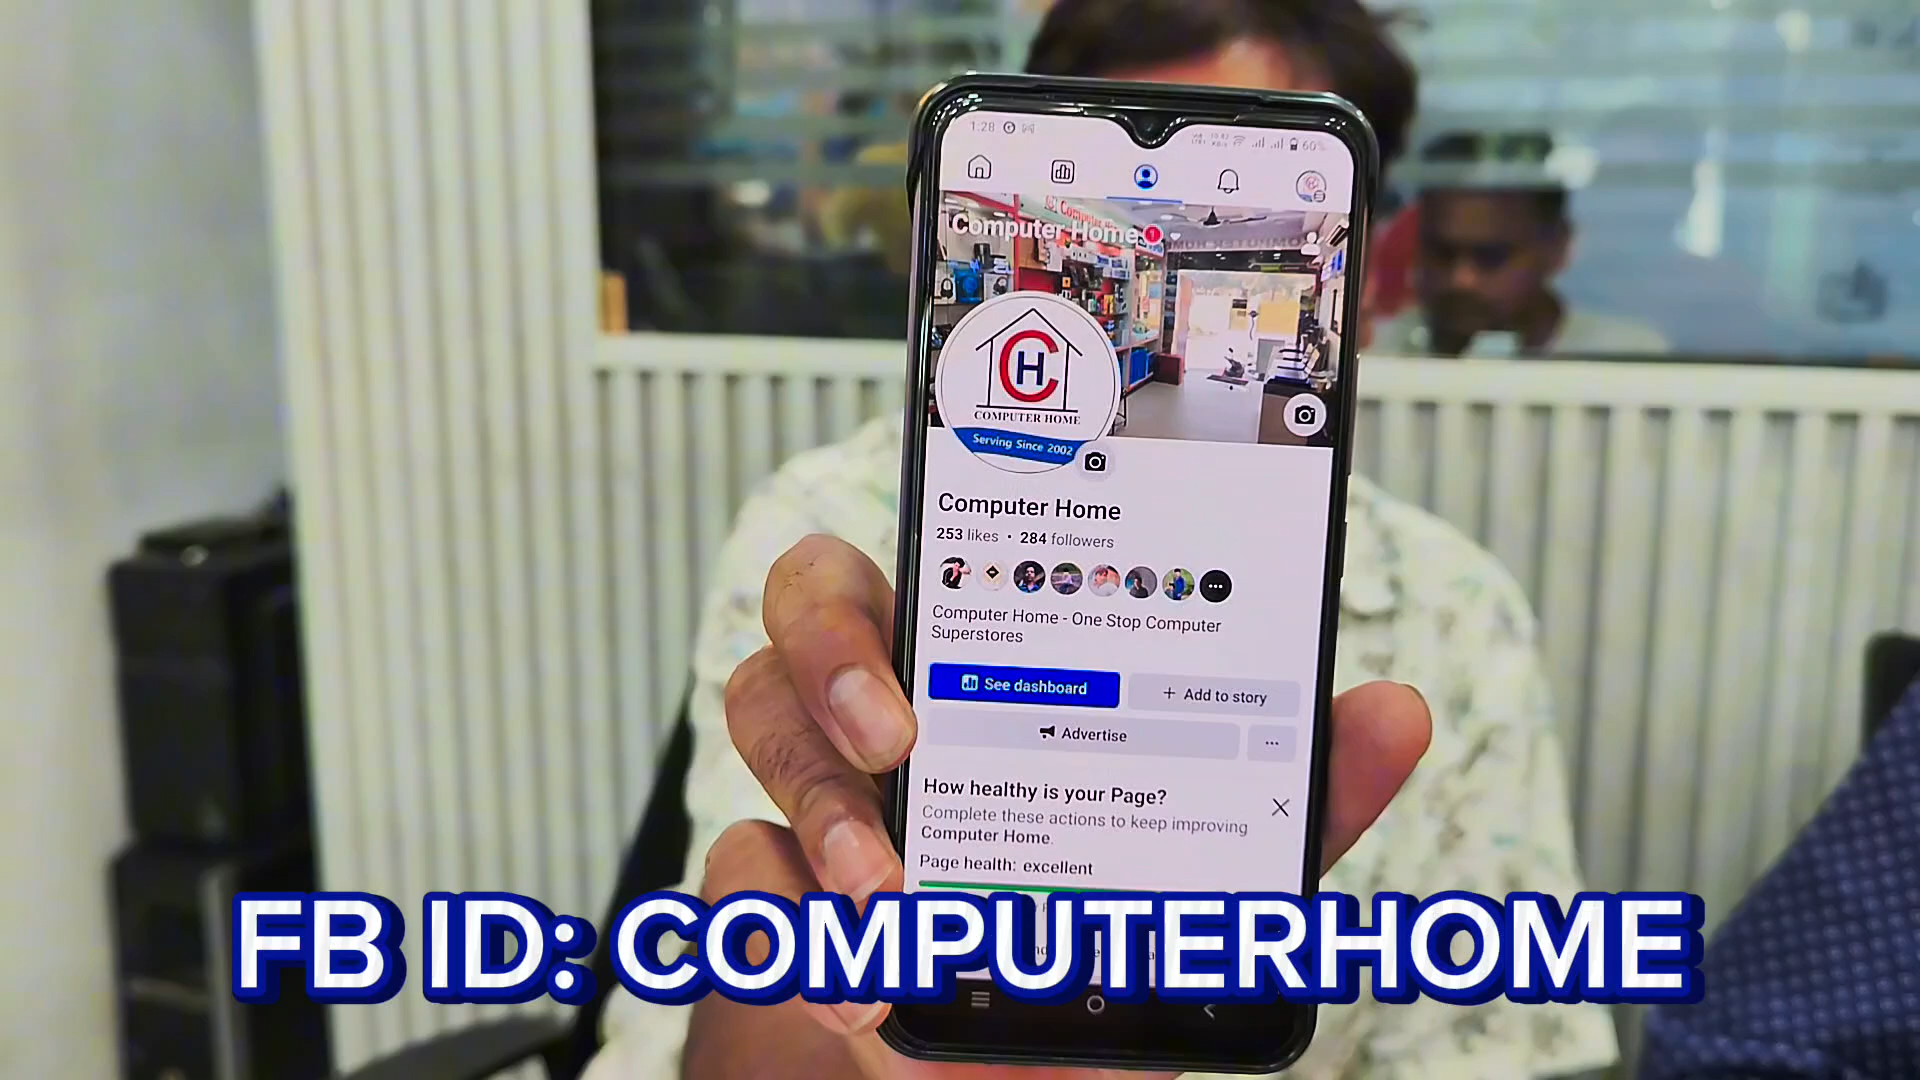 1:28
60%
Computer Home
1
H C
COMPUTER HOME
Serving Since 2002
Computer Home
253 likes • 284 followers
Computer Home - One Stop Computer
Superstores
See dashboard
+ Add to story
Advertise
How healthy is your Page?
Complete these actions to keep improving
Computer Home.
Page health: excellent
FB ID: COMPUTERHOME